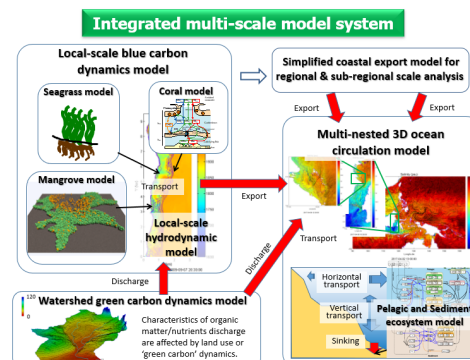 Integrated multi-scale model system
Local-scale blue carbon
dynamics model
Seagrass model
Coral model
Mangrove model
Transport
Local-scale
hydrodynamic
model
Simplified coastal export model for
regional & sub-regional scale analysis
Export
Export
Export
Multi-nested 3D ocean
circulation model
Transport
Discharge
Discharge
Horizontal
transport
Vertical
transport
Sinking
Pelagic and Sediment
ecosystem model
Watershed green carbon dynamics model
120
0
Characteristics of organic
matter/nutrients discharge
are affected by land use or
'green carbon' dynamics.